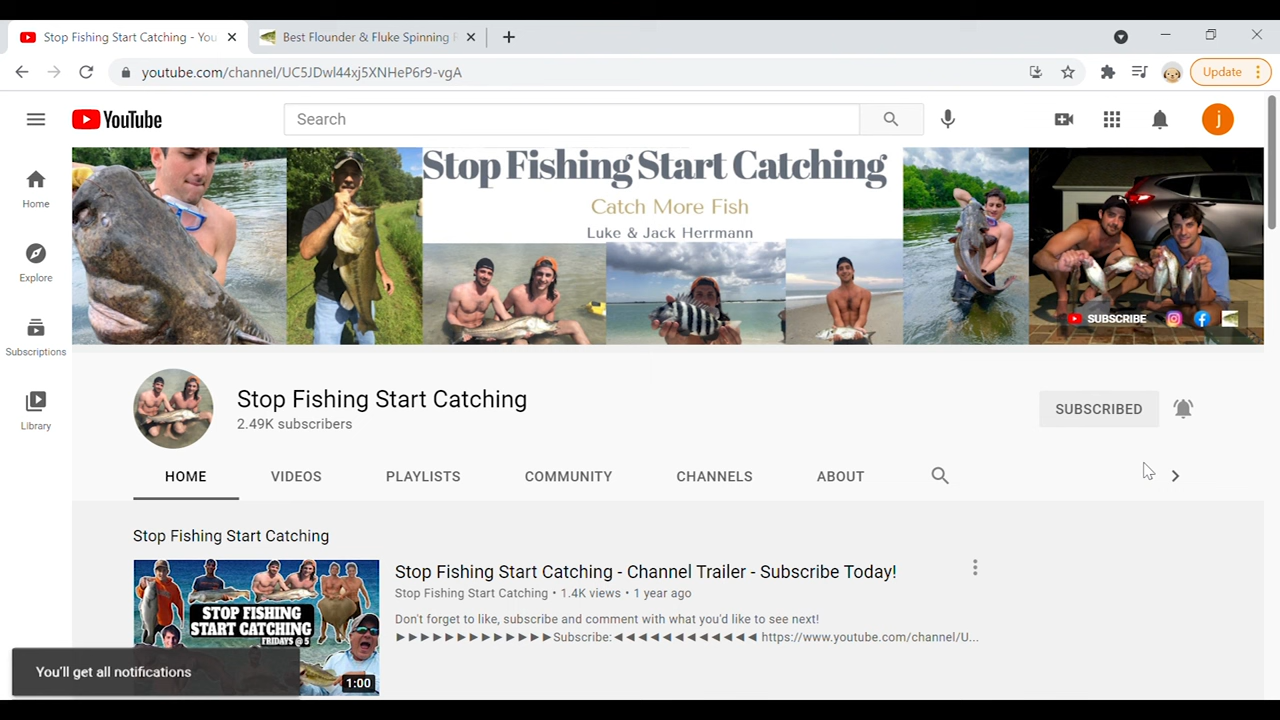 Stop Fishing Start Catching - You
Best Flounder & Fluke Spinning
youtube.com/channel/UC5JDwl44xj5XNHeP6r9-vgA
Update
YouTube
Search
j
Home
Explore
Subscriptions
Library
Stop Fishing Start Catching
Catch More Fish
Luke & Jack Herrmann
SUBSCRIBE
Stop Fishing Start Catching
2.49K subscribers
SUBSCRIBED
HOME VIDEOS PLAYLISTS COMMUNITY CHANNELS ABOUT
Stop Fishing Start Catching
STOP FISHING
START CATCHING
FRIDAYS @ 5
1:00
Stop Fishing Start Catching - Channel Trailer - Subscribe Today!
Stop Fishing Start Catching • 1.4K views • 1 year ago
Don't forget to like, subscribe and comment with what you'd like to see next!
►►►►►►►►►►►►►Subscribe:◄◄◄◄◄◄◄◄◄◄◄◄ https://www.youtube.com/channel/U...
You'll get all notifications